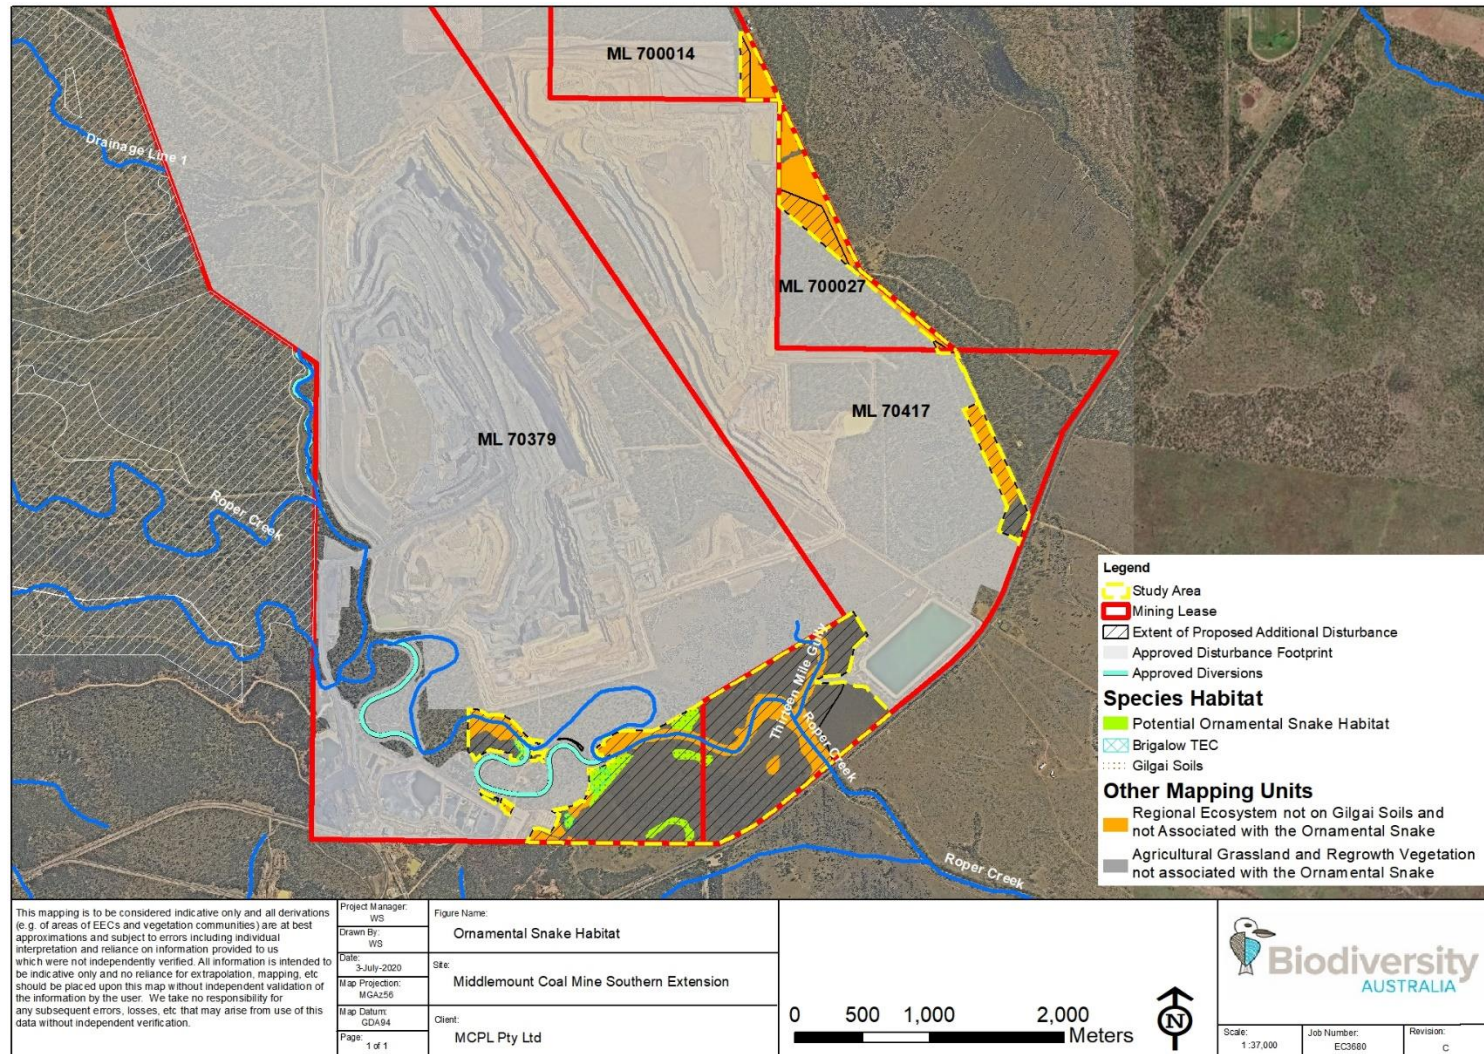 ML 700014
Drainage Line 1
ML 700027
ML 70417
ML 70379
Roper Creek
Thirteen Mile Gully
Roper Creek
Roper Creek
Legend
Study Area
Mining Lease
Extent of Proposed Additional Disturbance
Approved Disturbance Footprint
Approved Diversions
Species Habitat
Potential Ornamental Snake Habitat
Brigalow TEC
Gilgai Soils
Other Mapping Units
Regional Ecosystem not on Gilgai Soils and
not Associated with the Ornamental Snake
Agricultural Grassland and Regrowth Vegetation
not associated with the Ornamental Snake
This mapping is to be considered indicative only and all derivations
(e.g. of areas of EECs and vegetation communities) are at best
approximations and subject to errors including individual
interpretation and reliance on information provided to us
which were not independently verified. All information is intended to
be indicative only and no reliance for extrapolation, mapping, etc
should be placed upon this map without independent validation of
the information by the user. We take no responsibility for
any subsequent errors, losses, etc that may arise from use of this
data without independent verification.
Project Manager:
WS
Drawn By:
WS
Date:
3-July-2020
Map Projection:
MGAz56
Map Datum:
GDA94
Page:
1 of 1
Figure Name:
Ornamental Snake Habitat
Site:
Middlemount Coal Mine Southern Extension
Client:
MCPL Pty Ltd
0 500 1,000 2,000
Meters
N
Biodiversity
AUSTRALIA
Scale:
1:37,000
Job Number:
EC3680
Revision:
C